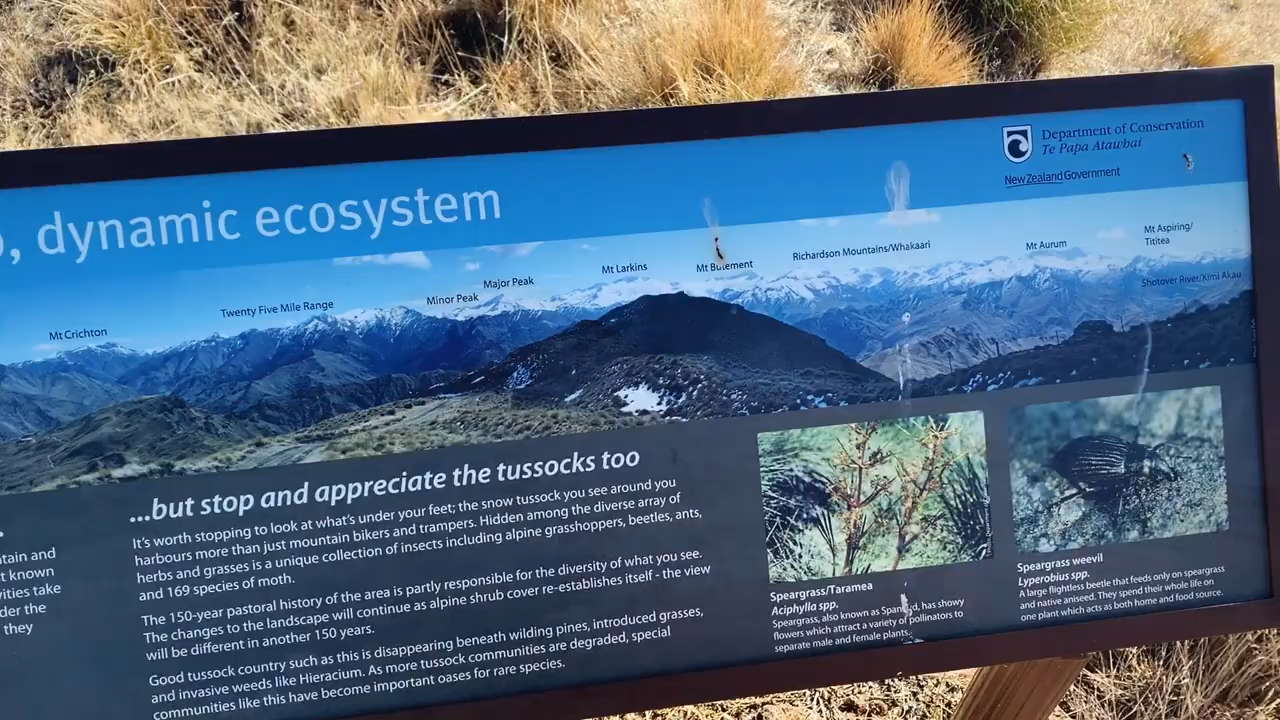 Department of Conservation
Te Papa Atawhai
New Zealand Government
, dynamic ecosystem
Mt Crichton
Twenty Five Mile Range
Minor Peak
Major Peak
Mt Larkins
Mt Butement
Richardson Mountains/Whakaari
Mt Aurum
Mt Aspiring/
Tititea
Shotover River/Kimi Akau
tain and
t known
vities take
der the
they
...but stop and appreciate the tussocks too
It's worth stopping to look at what's under your feet; the snow tussock you see around you
harbours more than just mountain bikers and trampers. Hidden among the diverse array of
herbs and grasses is a unique collection of insects including alpine grasshoppers, beetles, ants,
and 169 species of moth.
The 150-year pastoral history of the area is partly responsible for the diversity of what you see.
The changes to the landscape will continue as alpine shrub cover re-establishes itself - the view
will be different in another 150 years.
Good tussock country such as this is disappearing beneath wilding pines, introduced grasses,
and invasive weeds like Hieracium. As more tussock communities are degraded, special
communities like this have become important oases for rare species.
Speargrass/Taramea
Aciphylla spp.
Speargrass, also known as Spaniard, has showy
flowers which attract a variety of pollinators to
separate male and female plants.
Speargrass weevil
Lyperobius spp.
A large flightless beetle that feeds only on speargrass
and native aniseed. They spend their whole life on
one plant which acts as both home and food source.